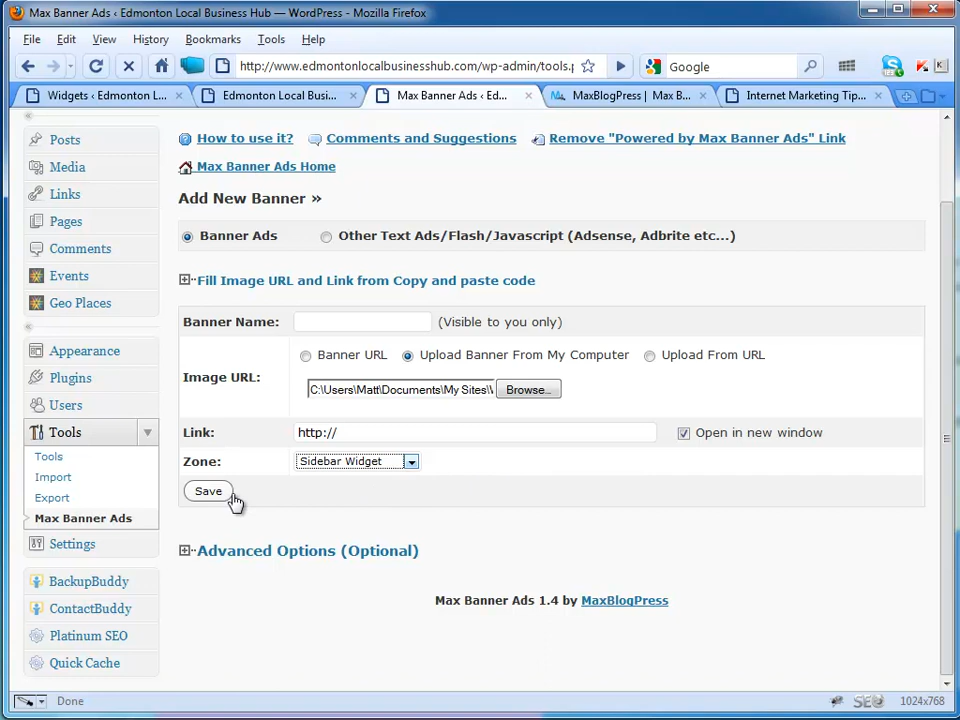 Max Banner Ads ‹ Edmonton Local Business Hub — WordPress - Mozilla Firefox
File Edit View History Bookmarks Tools Help
http://www.edmontonlocalbusinesshub.com/wp-admin/tools.p
Google
Widgets ‹ Edmonton L...
Edmonton Local Busi...
Max Banner Ads ‹ Ed...
MaxBlogPress | Max B...
Internet Marketing Tip...
Posts
Media
Links
Pages
Comments
Events
Geo Places
Appearance
Plugins
Users
Tools
Tools
Import
Export
Max Banner Ads
Settings
BackupBuddy
ContactBuddy
Platinum SEO
Quick Cache
How to use it? Comments and Suggestions Remove "Powered by Max Banner Ads" Link
Max Banner Ads Home
Add New Banner »
Banner Ads Other Text Ads/Flash/Javascript (Adsense, Adbrite etc...)
Fill Image URL and Link from Copy and paste code
Banner Name: (Visible to you only)
Image URL: Banner URL Upload Banner From My Computer Upload From URL
C:\Users\Matt\Documents\My Sites\ Browse...
Link: http:// Open in new window
Zone: Sidebar Widget
Save
Advanced Options (Optional)
Max Banner Ads 1.4 by MaxBlogPress
Done
SEO
1024x768